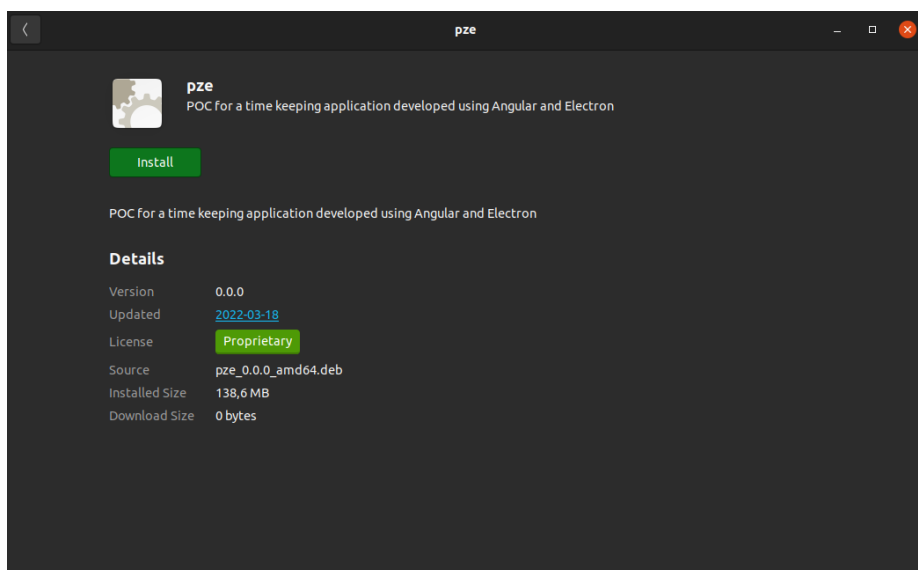 pze
pze
POC for a time keeping application developed using Angular and Electron
Install
POC for a time keeping application developed using Angular and Electron
Details
Version 0.0.0
Updated 2022-03-18
License Proprietary
Source pze_0.0.0_amd64.deb
Installed Size 138,6 MB
Download Size 0 bytes